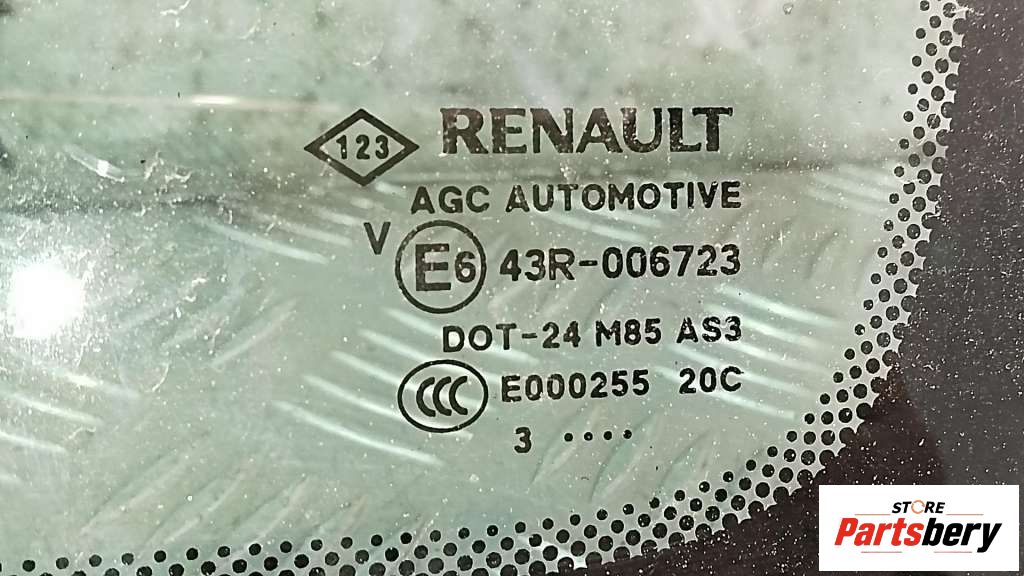 123 RENAULT
AGC AUTOMOTIVE
V E6 43R-006723
DOT-24 M85 AS3
CCC E000255 20C
3 ••••
STORE
Partsbery